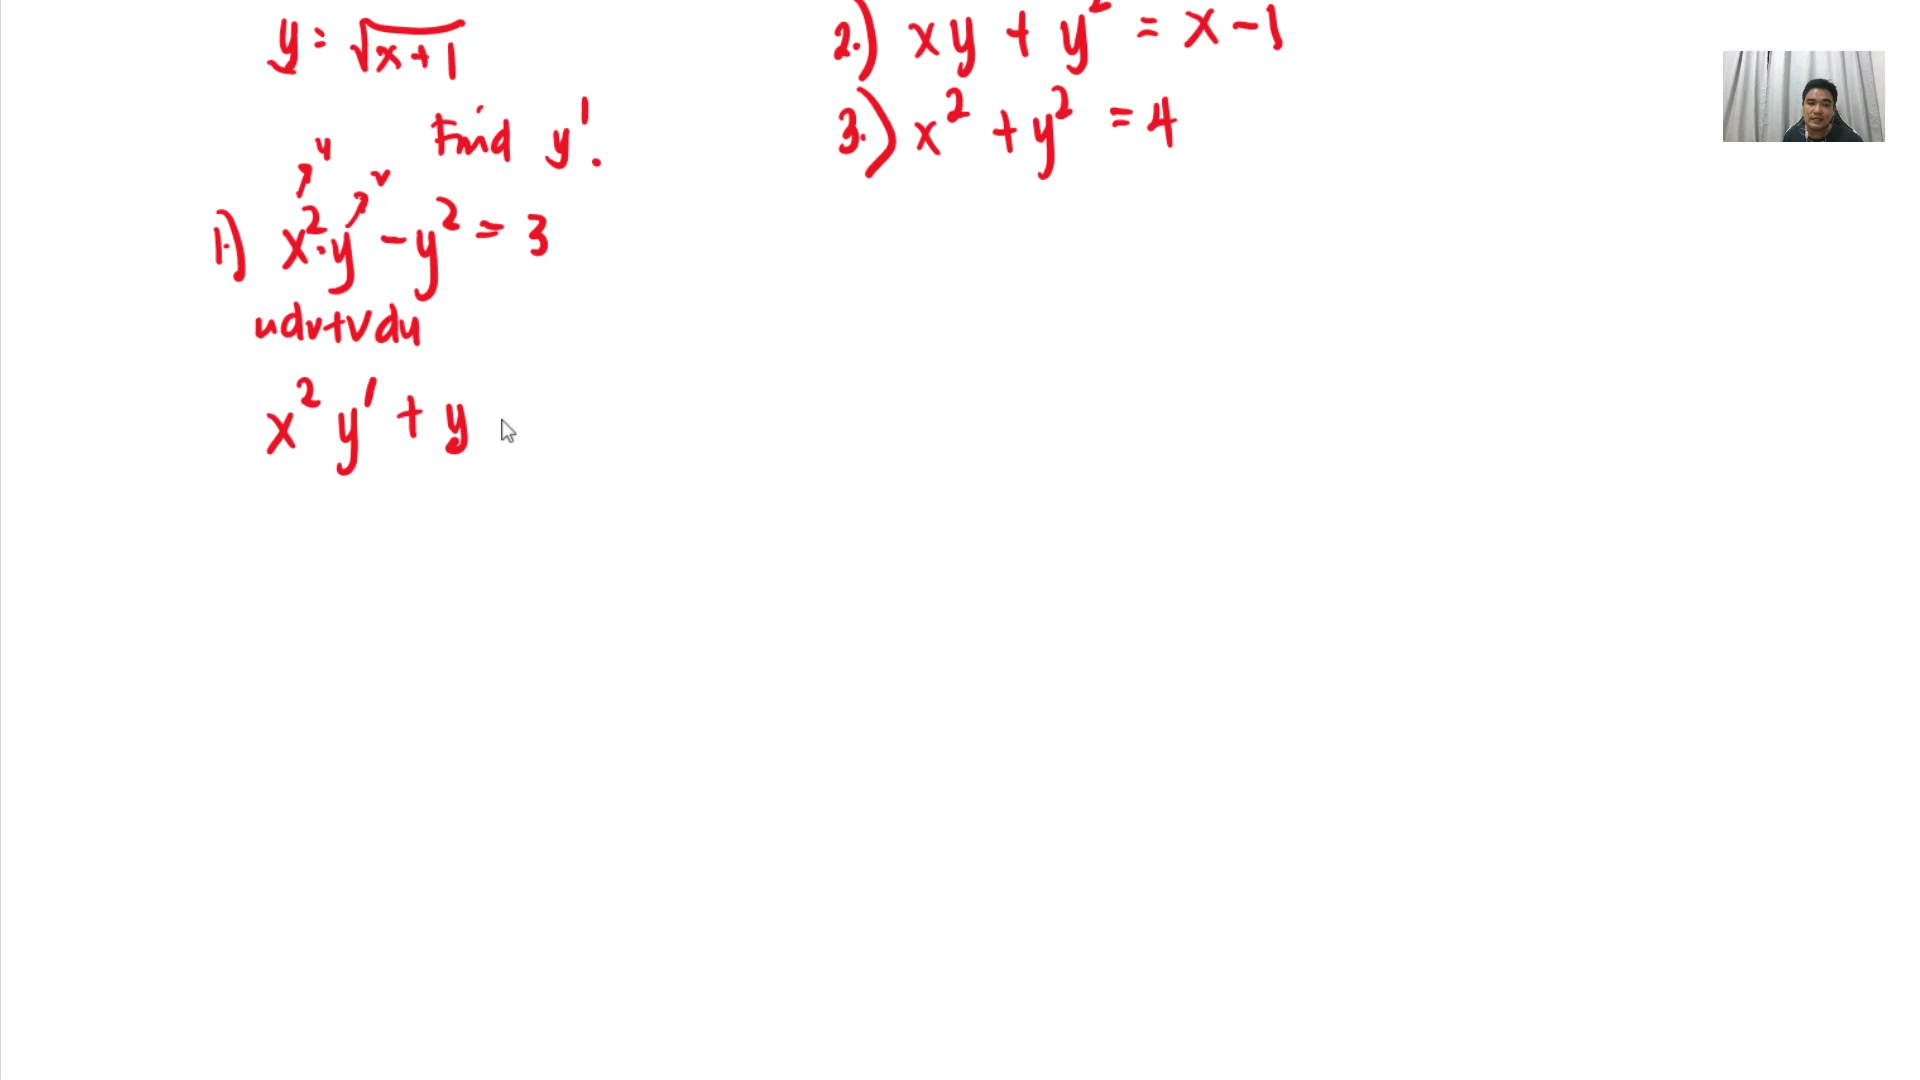 y = √x + 1
Find y'.
u
v
1.) x²·y - y² = 3
udv + vdu
x² y' + y
2.) xy + y² = x - 1
3.) x² + y² = 4